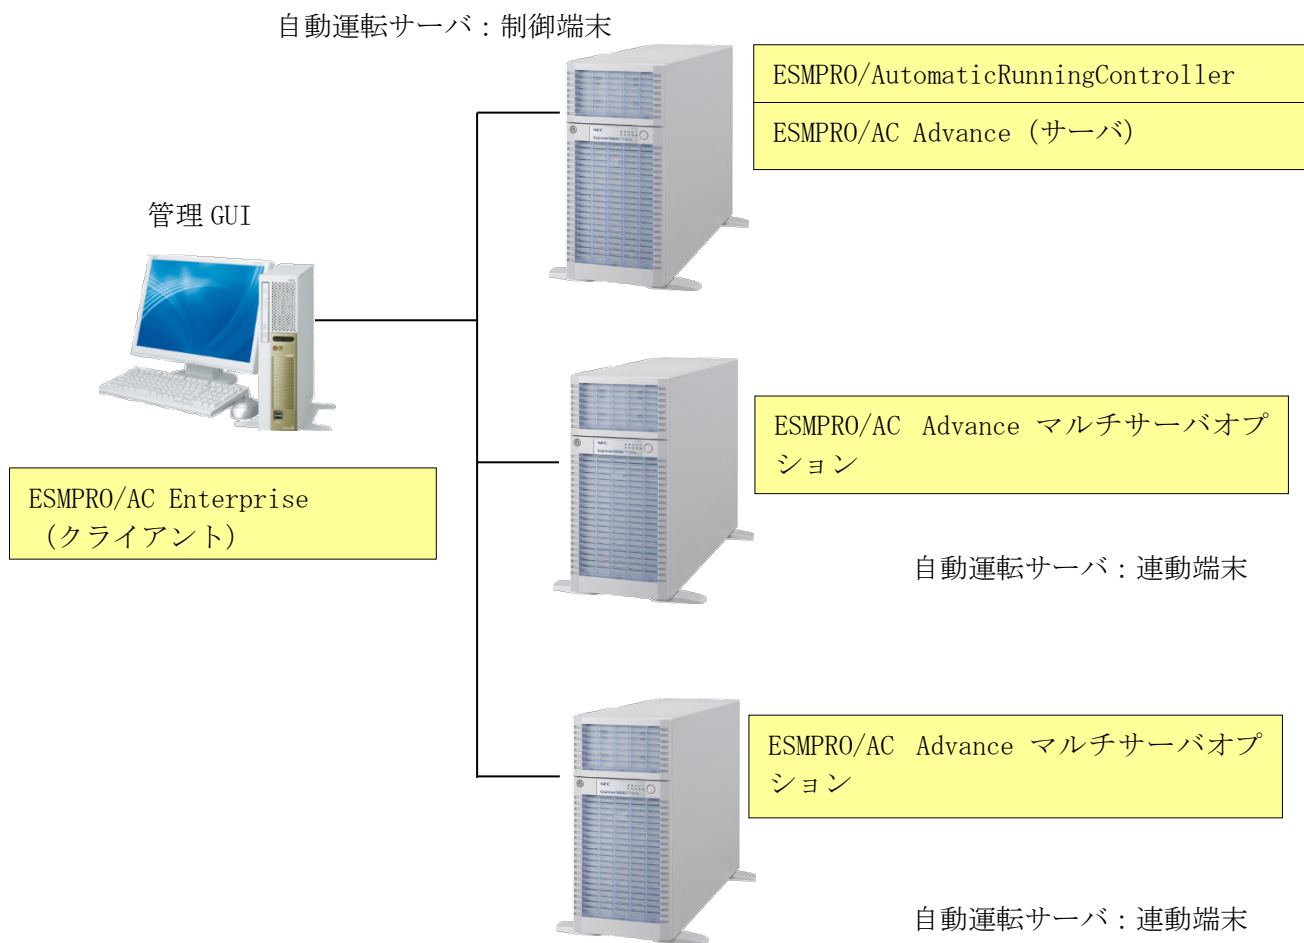 自動運転サーバ：制御端末
ESMPRO/AutomaticRunningController
ESMPRO/AC Advance（サーバ）
NEC
管理 GUI
ESMPRO/AC Advance マルチサーバオプ
ション
NEC
ESMPRO/AC Enterprise
（クライアント）
自動運転サーバ：連動端末
ESMPRO/AC Advance マルチサーバオプ
ション
NEC
自動運転サーバ：連動端末